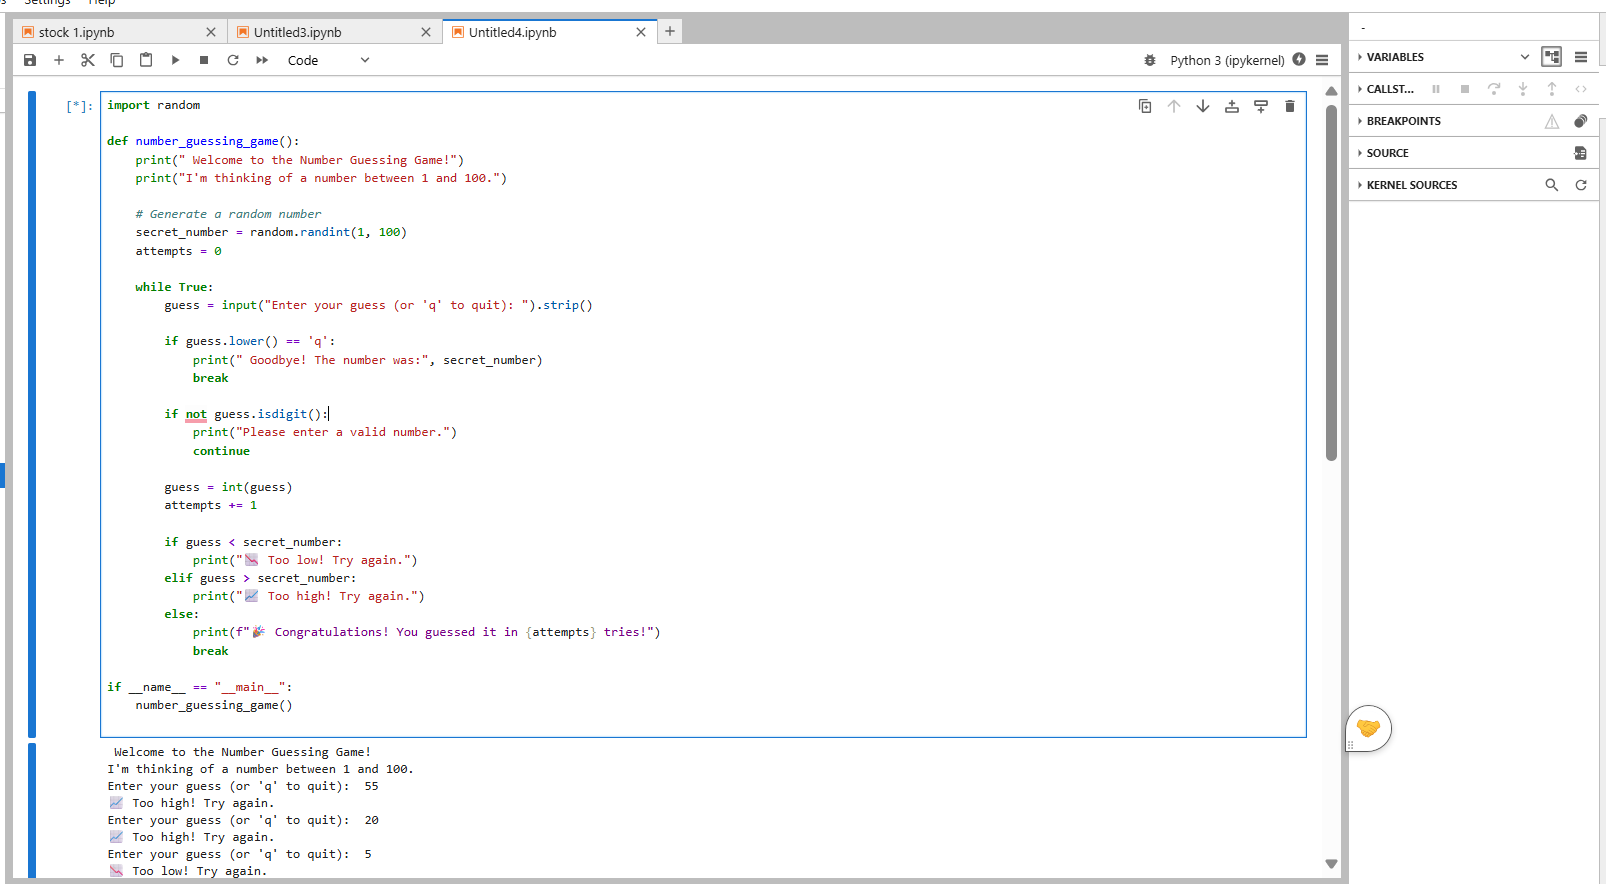 Settings Help
stock 1.ipynb
Untitled3.ipynb
Untitled4.ipynb
Code
Python 3 (ipykernel)
[*]:
import random
def number_guessing_game():
    print(" Welcome to the Number Guessing Game!")
    print("I'm thinking of a number between 1 and 100.")
    # Generate a random number
    secret_number = random.randint(1, 100)
    attempts = 0
    while True:
        guess = input("Enter your guess (or 'q' to quit): ").strip()
        if guess.lower() == 'q':
            print(" Goodbye! The number was:", secret_number)
            break
        if not guess.isdigit():
            print("Please enter a valid number.")
            continue
        guess = int(guess)
        attempts += 1
        if guess < secret_number:
            print("📉 Too low! Try again.")
        elif guess > secret_number:
            print("📈 Too high! Try again.")
        else:
            print(f"🎉 Congratulations! You guessed it in {attempts} tries!")
            break
if __name__ == "__main__":
    number_guessing_game()
 Welcome to the Number Guessing Game!
I'm thinking of a number between 1 and 100.
Enter your guess (or 'q' to quit):  55
📈 Too high! Try again.
Enter your guess (or 'q' to quit):  20
📈 Too high! Try again.
Enter your guess (or 'q' to quit):  5
📉 Too low! Try again.
-
VARIABLES
CALLST...
BREAKPOINTS
SOURCE
KERNEL SOURCES